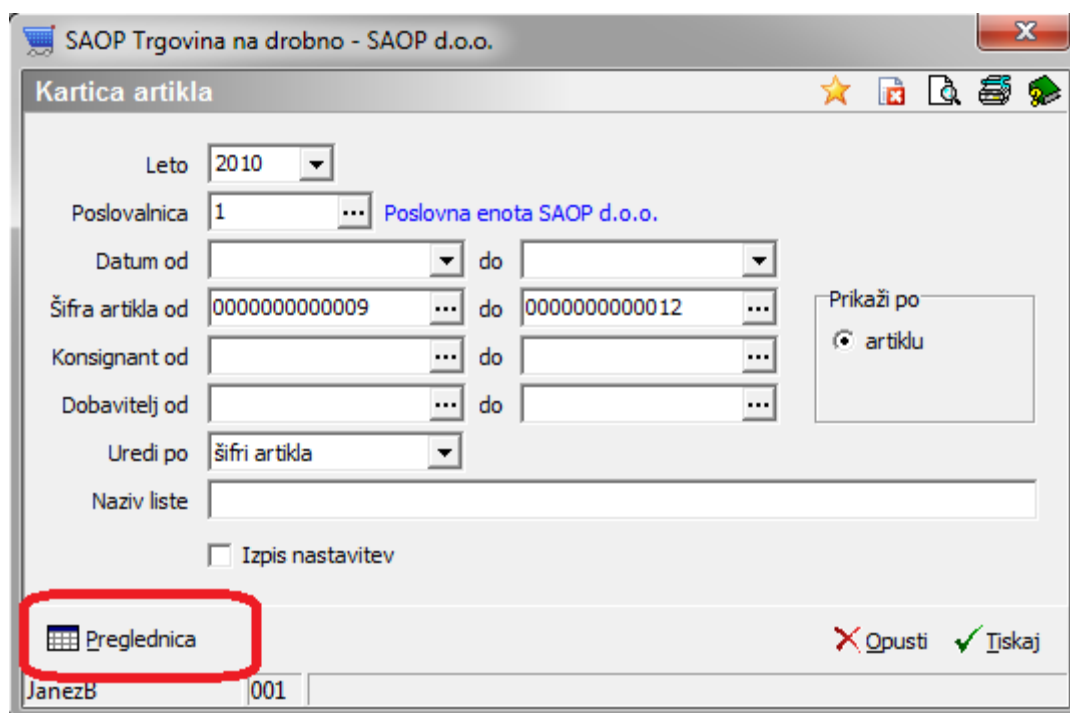 SAOP Trgovina na drobno - SAOP d.o.o.
Kartica artikla
Leto 2010
Poslovalnica 1 ... Poslovna enota SAOP d.o.o.
Datum od do
Šifra artikla od 0000000000009 ... do 0000000000012 ...
Prikaži po
artiklu
Konsignant od ... do ...
Dobavitelj od ... do ...
Uredi po šifri artikla
Naziv liste
Izpis nastavitev
Preglednica Opusti Tiskaj
JanezB 001